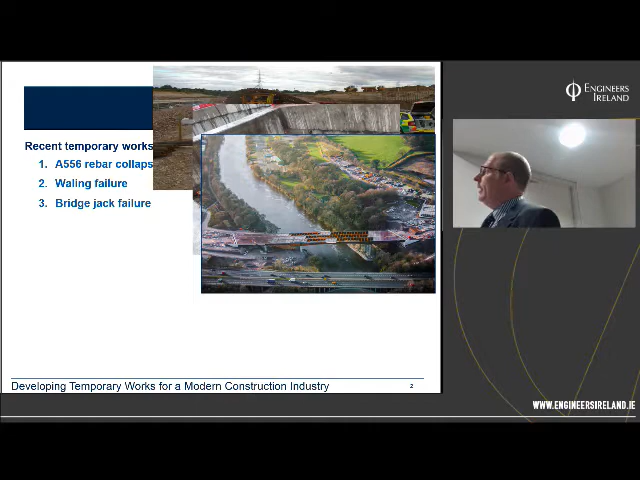 Recent temporary works
1. A556 rebar collaps
2. Waling failure
3. Bridge jack failure
Developing Temporary Works for a Modern Construction Industry
2
ENGINEERS
IRELAND
WWW.ENGINEERSIRELAND.IE